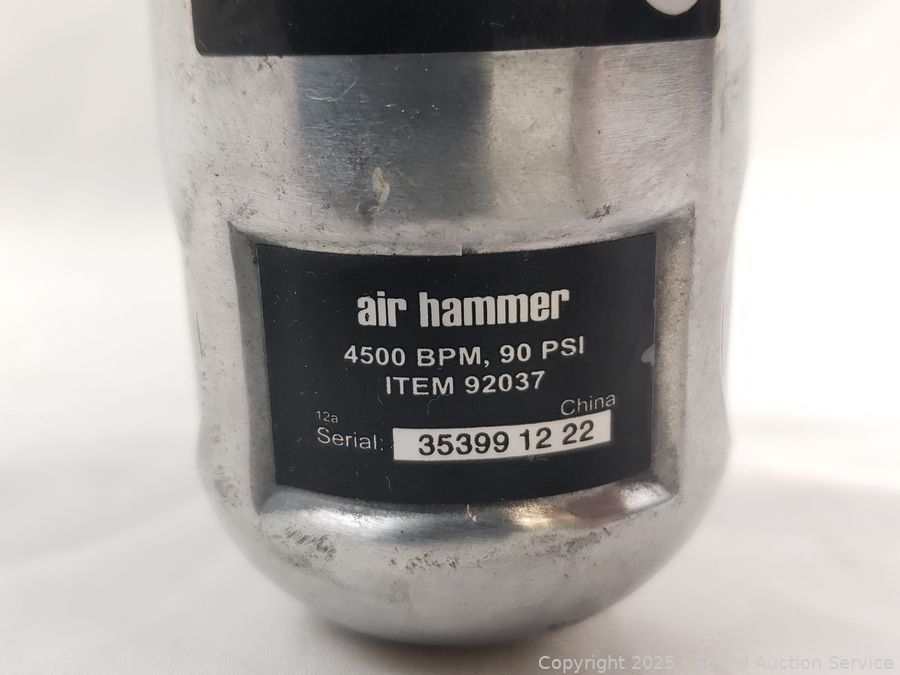 air hammer
4500 BPM, 90 PSI
ITEM 92037
12a
China
Serial: 35399 12 22
Copyright 2025 - Sound Auction Service